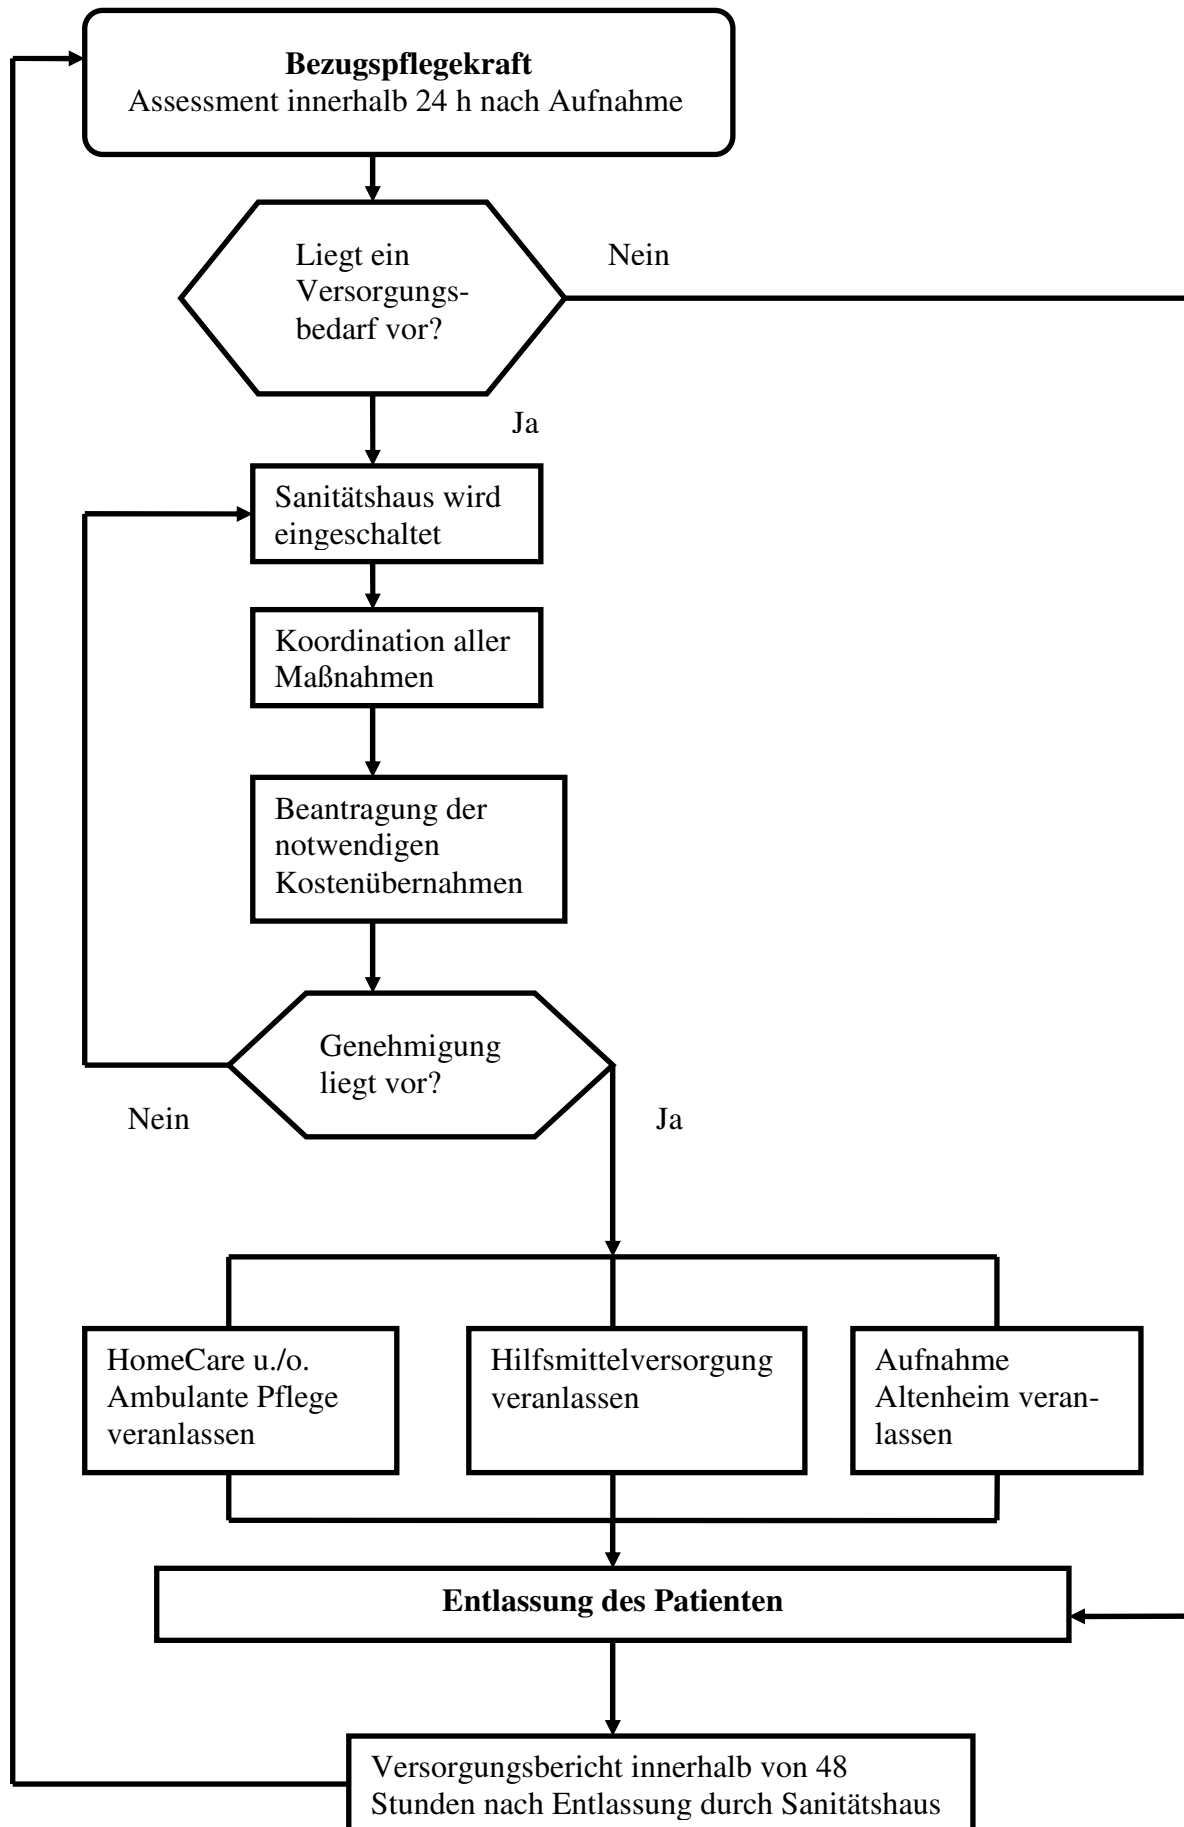 Bezugspflegekraft
Assessment innerhalb 24 h nach Aufnahme
Liegt ein
Versorgungs-
bedarf vor?
Nein
Ja
Sanitätshaus wird
eingeschaltet
Koordination aller
Maßnahmen
Beantragung der
notwendigen
Kostenübernahmen
Genehmigung
liegt vor?
Nein
Ja
HomeCare u./o.
Ambulante Pflege
veranlassen
Hilfsmittelversorgung
veranlassen
Aufnahme
Altenheim veran-
lassen
Entlassung des Patienten
Versorgungsbericht innerhalb von 48
Stunden nach Entlassung durch Sanitätshaus